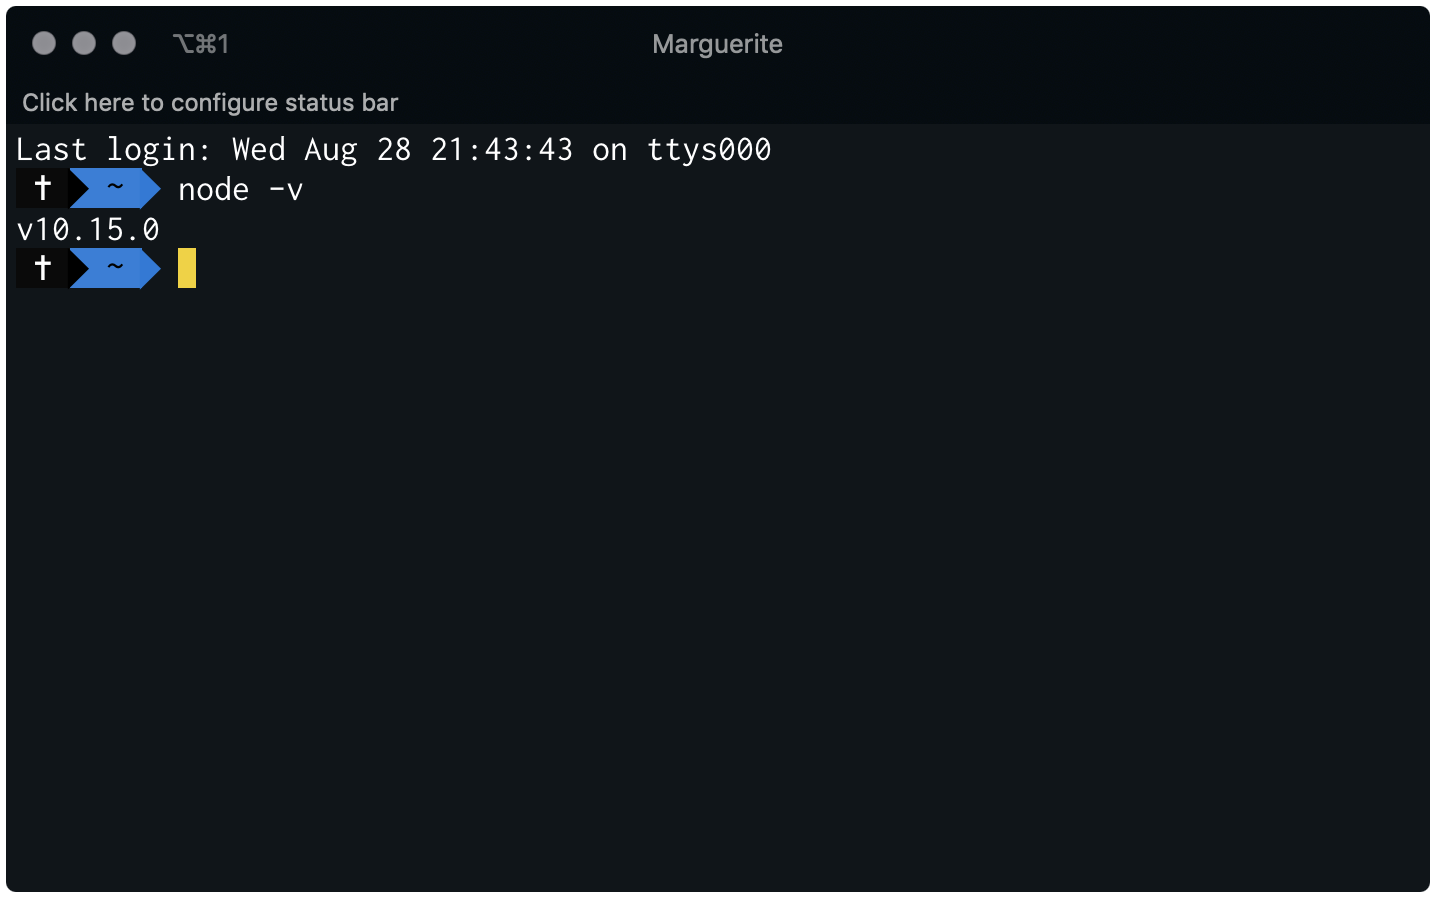 ⌥⌘1
Marguerite
Click here to configure status bar
Last login: Wed Aug 28 21:43:43 on ttys000
† ~ node -v
v10.15.0
† ~